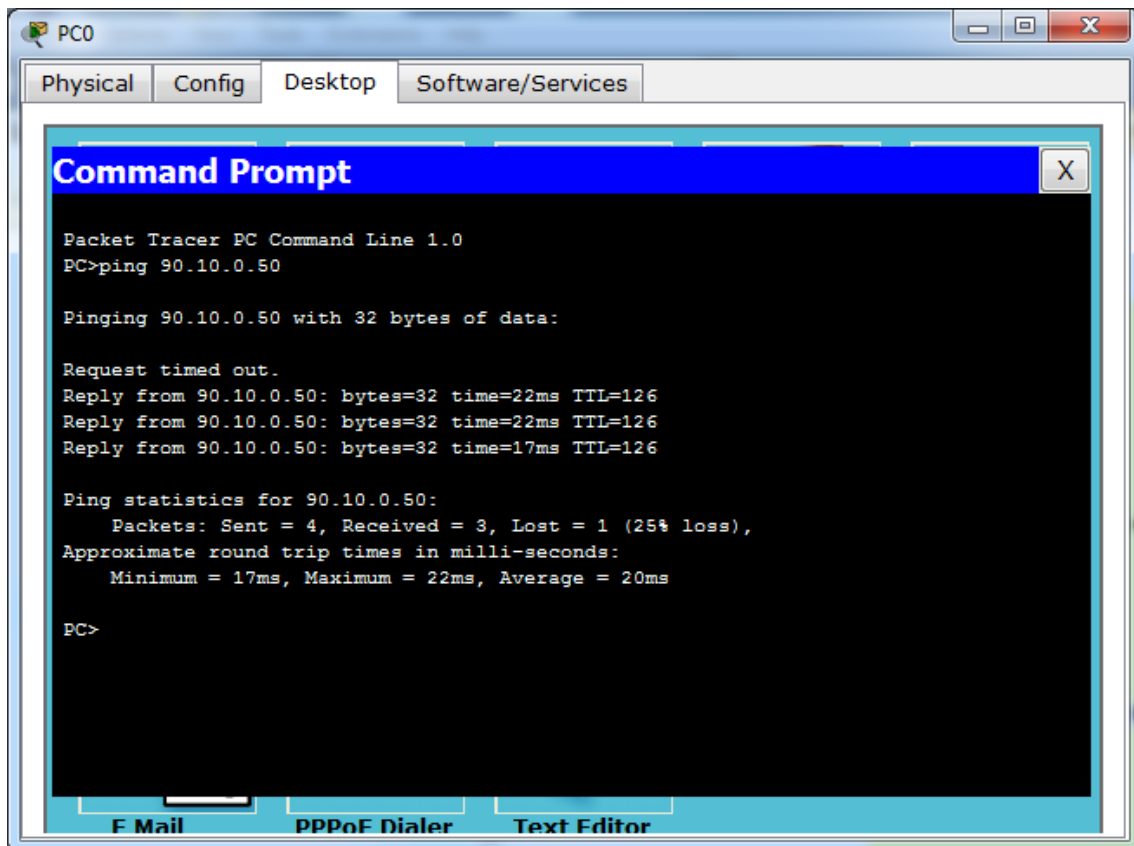 PC0
Physical Config Desktop Software/Services
Command Prompt X
Packet Tracer PC Command Line 1.0
PC>ping 90.10.0.50
Pinging 90.10.0.50 with 32 bytes of data:
Request timed out.
Reply from 90.10.0.50: bytes=32 time=22ms TTL=126
Reply from 90.10.0.50: bytes=32 time=22ms TTL=126
Reply from 90.10.0.50: bytes=32 time=17ms TTL=126
Ping statistics for 90.10.0.50:
Packets: Sent = 4, Received = 3, Lost = 1 (25% loss),
Approximate round trip times in milli-seconds:
Minimum = 17ms, Maximum = 22ms, Average = 20ms
PC>
E Mail PPPoE Dialer Text Editor